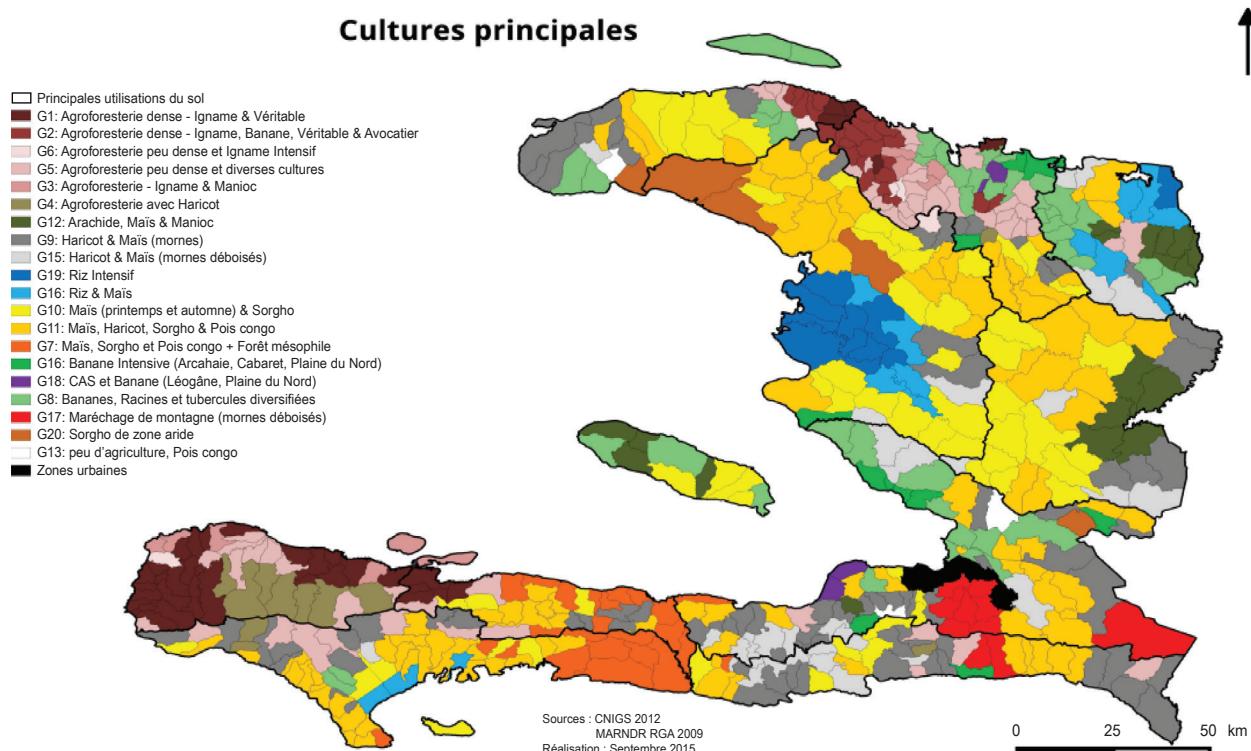 Cultures principales
Principales utilisations du sol
G1: Agroforesterie dense - Igname & Véritable
G2: Agroforesterie dense - Igname, Banane, Véritable & Avocatier
G6: Agroforesterie peu dense et Igname Intensif
G5: Agroforesterie peu dense et diverses cultures
G3: Agroforesterie - Igname & Manioc
G4: Agroforesterie avec Haricot
G12: Arachide, Maïs & Manioc
G9: Haricot & Maïs (mornes)
G15: Haricot & Maïs (mornes déboisés)
G19: Riz Intensif
G16: Riz & Maïs
G10: Maïs (printemps et automne) & Sorgho
G11: Maïs, Haricot, Sorgho & Pois congo
G7: Maïs, Sorgho et Pois congo + Forêt mésophile
G16: Banane Intensive (Arcahaie, Cabaret, Plaine du Nord)
G18: CAS et Banane (Léogâne, Plaine du Nord)
G8: Bananes, Racines et tubercules diversifiées
G17: Maréchage de montagne (mornes déboisés)
G20: Sorgho de zone aride
G13: peu d'agriculture, Pois congo
Zones urbaines
Sources : CNIGS 2012
MARNDR RGA 2009
Réalisation : Septembre 2015
0 25 50 km